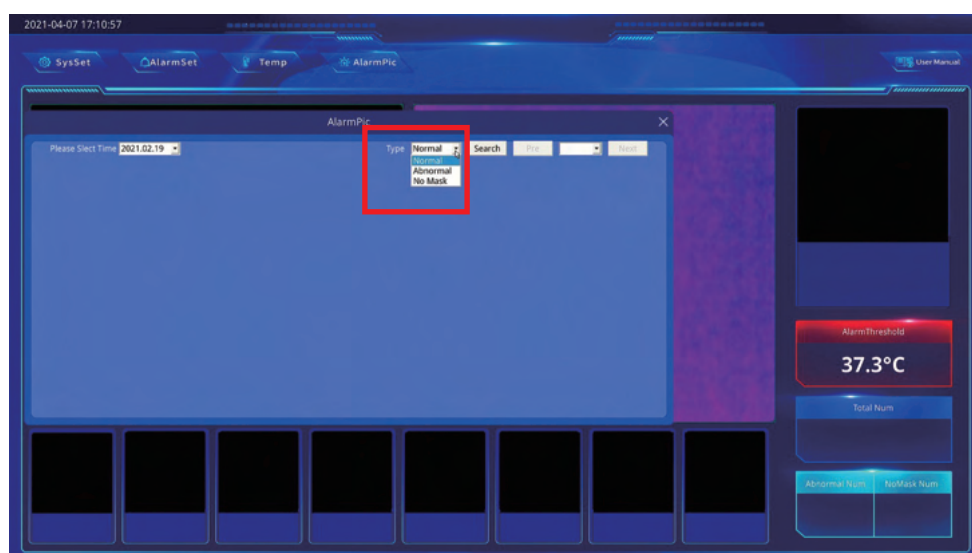 2021-04-07 17:10:57
SysSet AlarmSet Temp AlarmPic User Manual
AlarmPic
Please Slect Time 2021.02.19 Type Normal Search Pre Next
Normal
Abnormal
No Mask
AlarmThreshold
37.3°C
Total Num
Abnormal Num NoMask Num